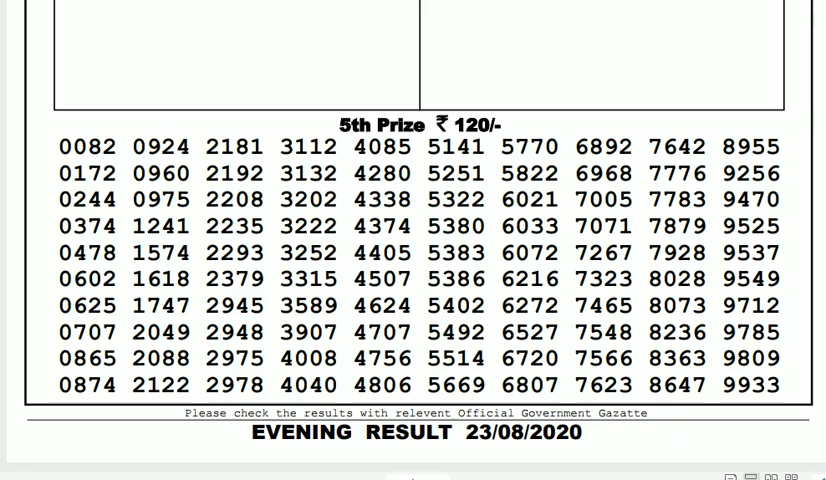 5th Prize ₹ 120/-
0082 0924 2181 3112 4085 5141 5770 6892 7642 8955
0172 0960 2192 3132 4280 5251 5822 6968 7776 9256
0244 0975 2208 3202 4338 5322 6021 7005 7783 9470
0374 1241 2235 3222 4374 5380 6033 7071 7879 9525
0478 1574 2293 3252 4405 5383 6072 7267 7928 9537
0602 1618 2379 3315 4507 5386 6216 7323 8028 9549
0625 1747 2945 3589 4624 5402 6272 7465 8073 9712
0707 2049 2948 3907 4707 5492 6527 7548 8236 9785
0865 2088 2975 4008 4756 5514 6720 7566 8363 9809
0874 2122 2978 4040 4806 5669 6807 7623 8647 9933
Please check the results with relevent Official Government Gazatte
EVENING RESULT 23/08/2020